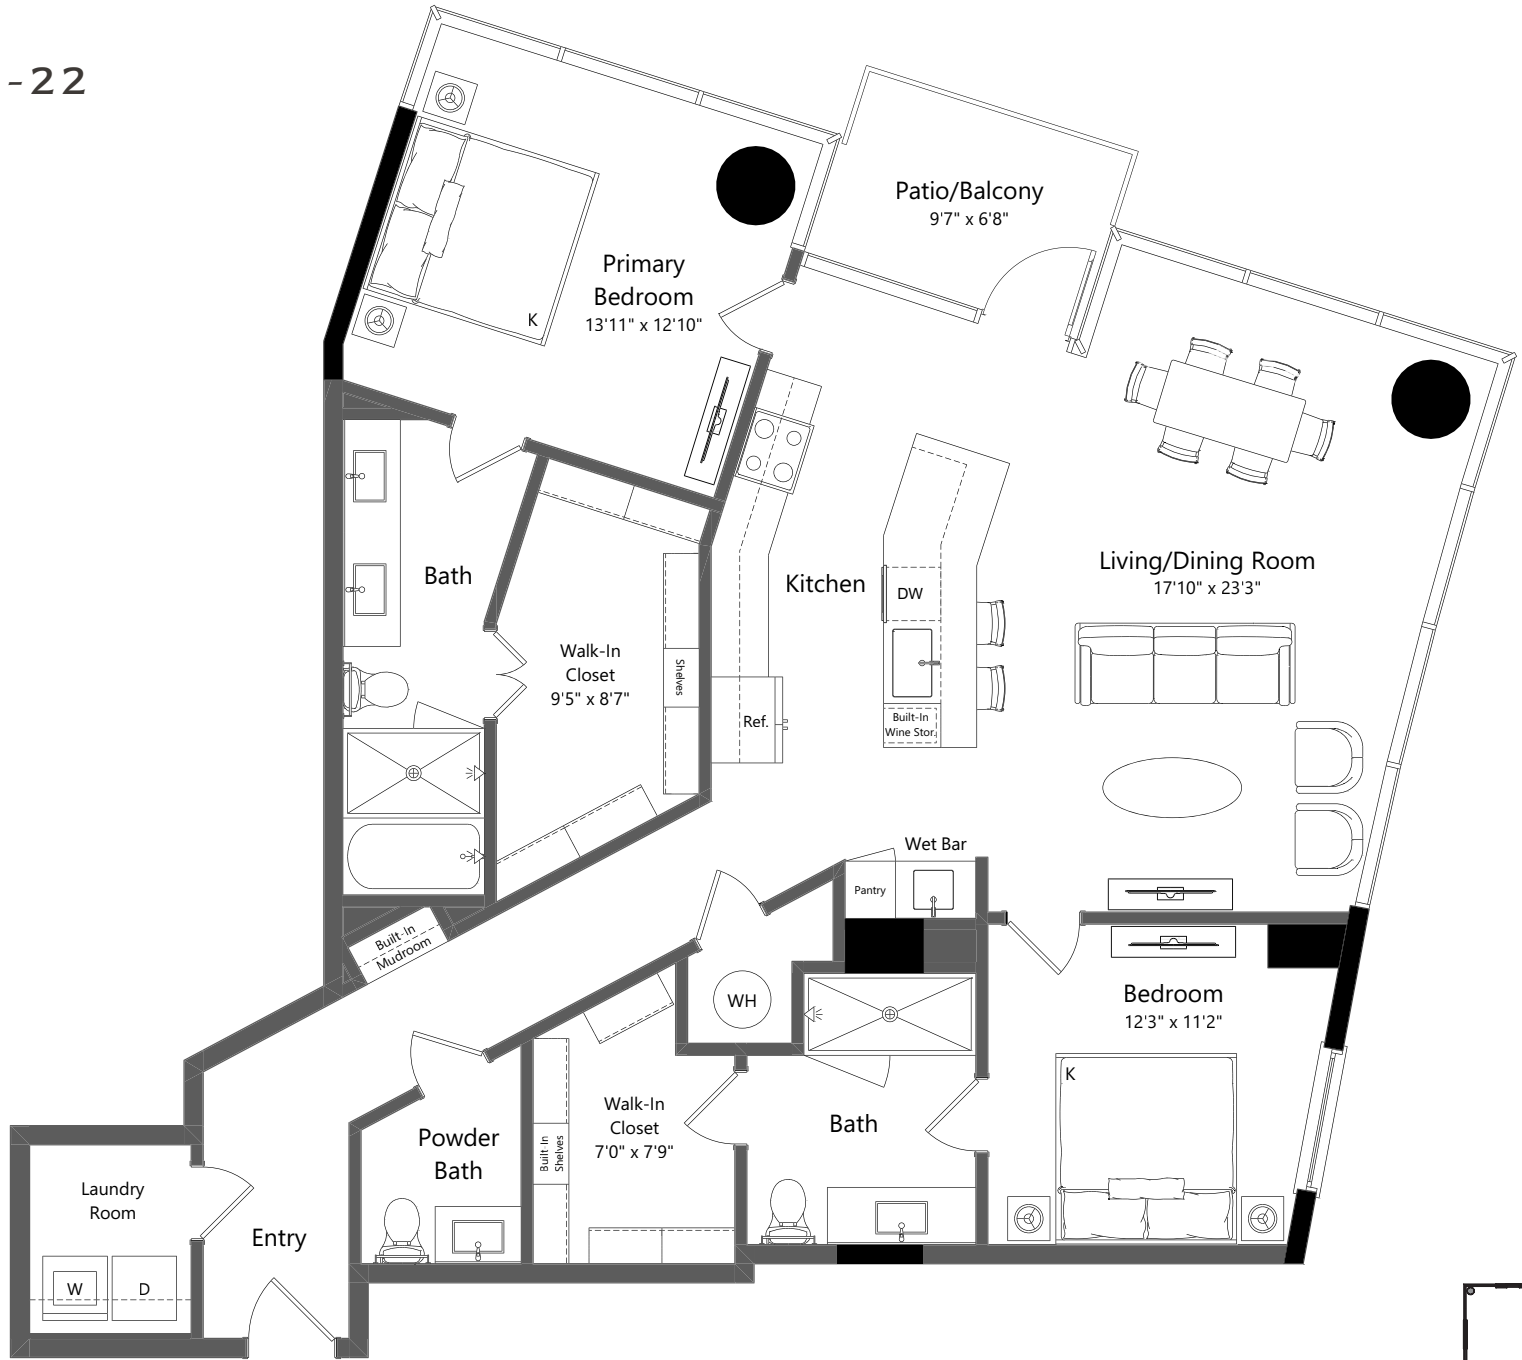 -22
Patio/Balcony
9'7" x 6'8"
Primary
Bedroom
13'11" x 12'10"
K
Living/Dining Room
17'10" x 23'3"
Kitchen
DW
Bath
Walk-In
Closet
9'5" x 8'7"
Shelves
Ref.
Built-In
Wine Stor.
Wet Bar
Pantry
Built-In
Mudroom
WH
Bedroom
12'3" x 11'2"
K
Walk-In
Closet
7'0" x 7'9"
Built In
Shelves
Bath
Powder
Bath
Laundry
Room
Entry
W
D